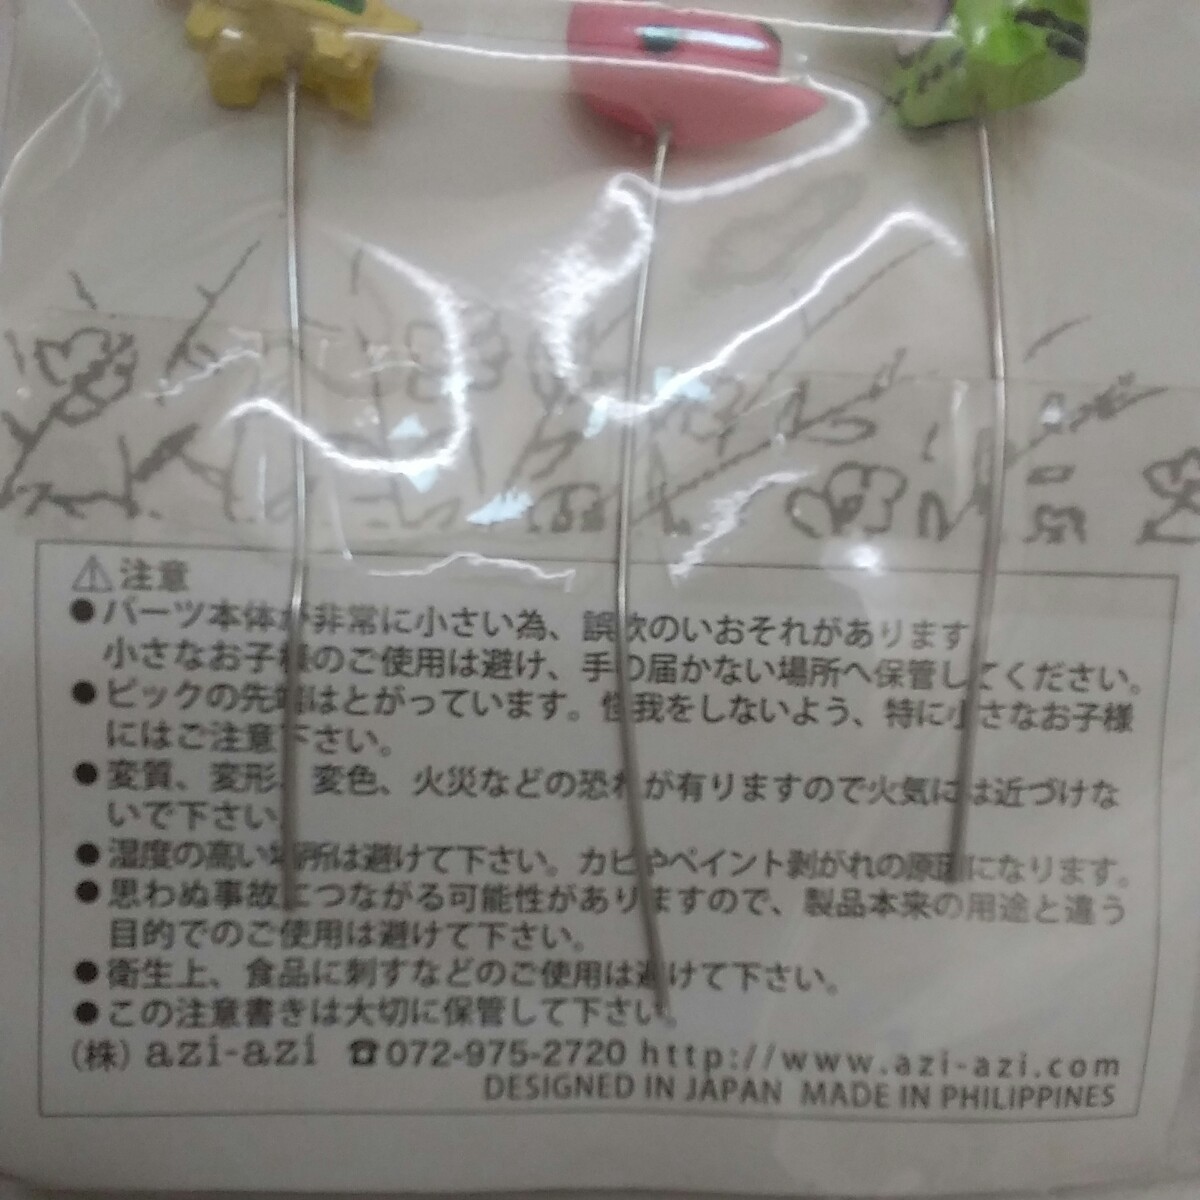 ⚠注意
●パーツ本体が非常に小さい為、誤飲のいおそれがあります
小さなお子様のご使用は避け、手の届かない場所へ保管してください。
●ピックの先端はとがっています。怪我をしないよう、特に小さなお子様
にはご注意下さい。
●変質、変形、変色、火災などの恐れが有りますので火気には近づけな
いで下さい。
●湿度の高い場所は避けて下さい。カビやペイント剥がれの原因になります。
●思わぬ事故につながる可能性がありますので、製品本来の用途と違う
目的でのご使用は避けて下さい。
●衛生上、食品に刺すなどのご使用は避けて下さい。
●この注意書きは大切に保管して下さい。
(株) azi-azi ☎072-975-2720 http://www.azi-azi.com
DESIGNED IN JAPAN MADE IN PHILIPPINES